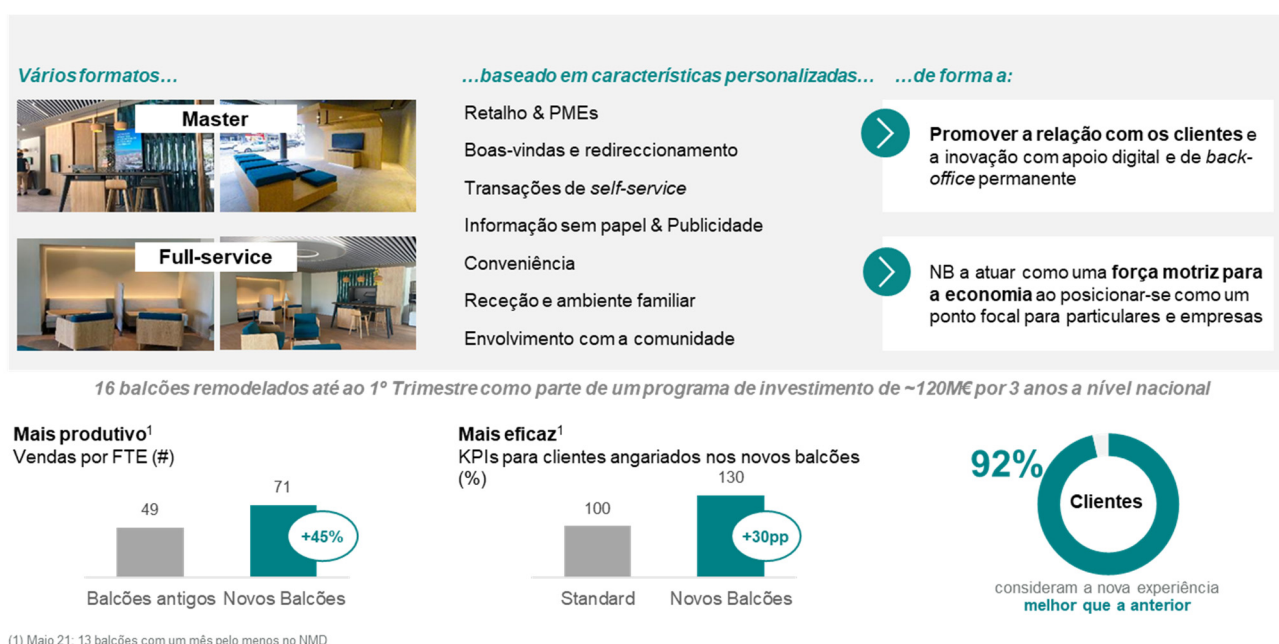 Vários formatos…
Master
Full-service
…baseado em características personalizadas…
Retalho & PMEs
Boas-vindas e redireccionamento
Transações de self-service
Informação sem papel & Publicidade
Conveniência
Receção e ambiente familiar
Envolvimento com a comunidade
…de forma a:
Promover a relação com os clientes e
a inovação com apoio digital e de back-
office permanente
NB a atuar como uma força motriz para
a economia ao posicionar-se como um
ponto focal para particulares e empresas
16 balcões remodelados até ao 1º Trimestre como parte de um programa de investimento de ~120M€ por 3 anos a nível nacional
Mais produtivo¹
Vendas por FTE (#)
49
71
+45%
Balcões antigos
Novos Balcões
Mais eficaz¹
KPIs para clientes angariados nos novos balcões
(%)
100
130
+30pp
Standard
Novos Balcões
92%
Clientes
consideram a nova experiência
melhor que a anterior
(1) Maio 21; 13 balcões com um mês pelo menos no NMD